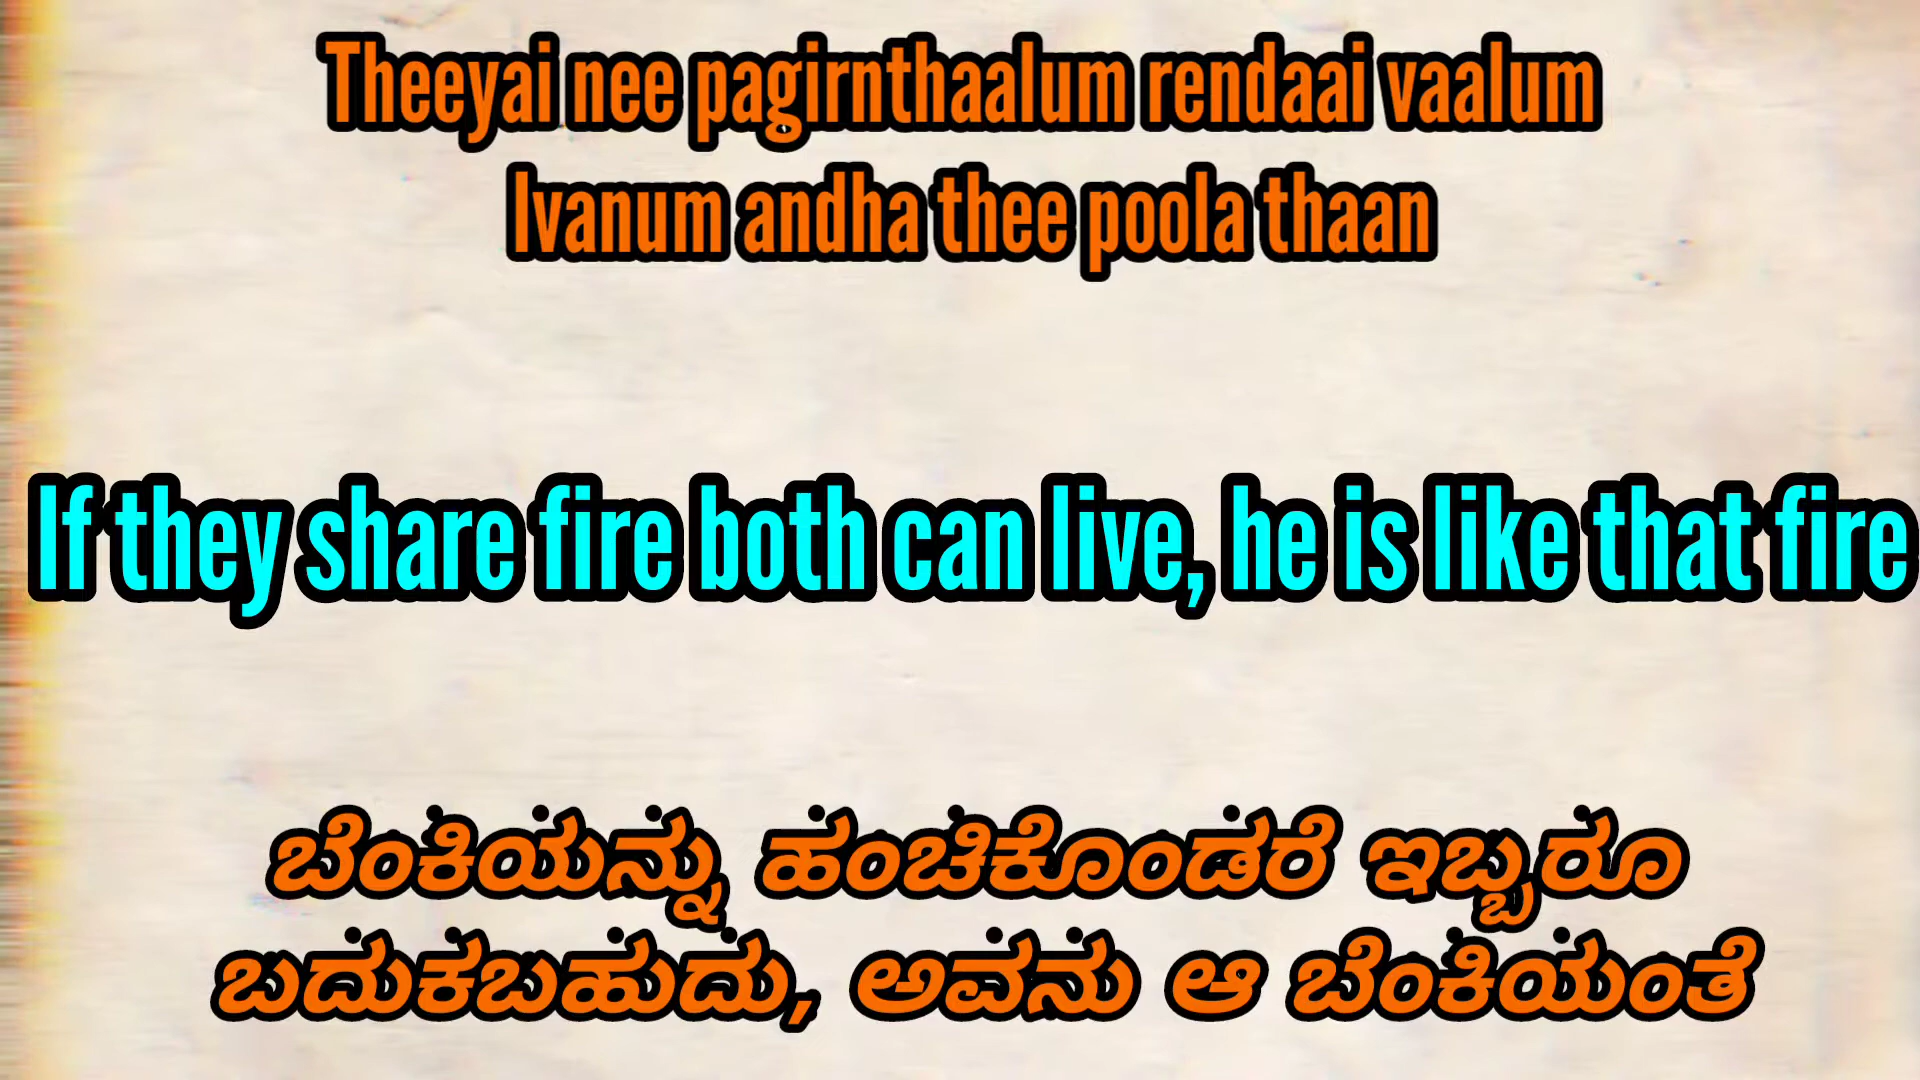 Theeyai nee pagirnthaalum rendaai vaalum
Ivanum andha thee poola thaan
If they share fire both can live, he is like that fire
ಬೆಂಕಿಯನ್ನು ಹಂಚಿಕೊಂಡರೆ ಇಬ್ಬರೂ
ಬದುಕಬಹುದು, ಅವನು ಆ ಬೆಂಕಿಯಂತೆ